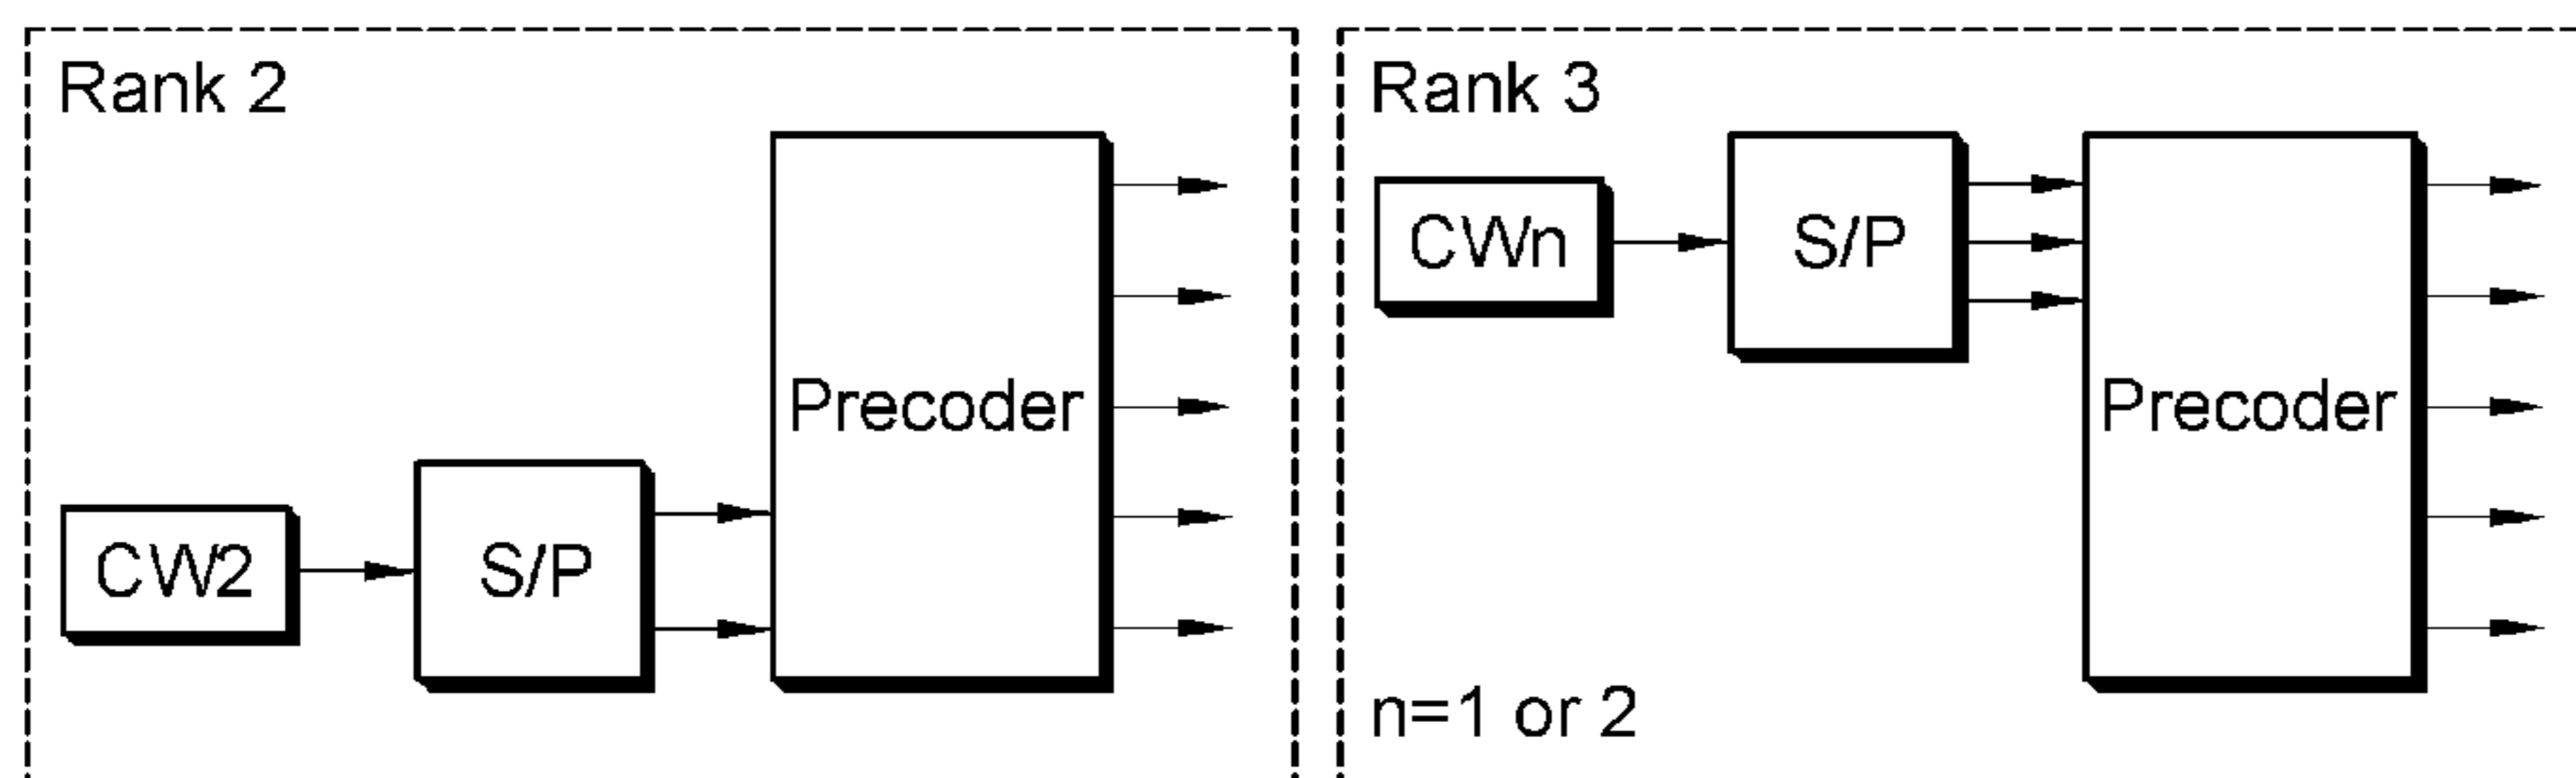 Rank 2
Precoder
CW2
S/P
Rank 3
CWn
S/P
Precoder
n=1 or 2